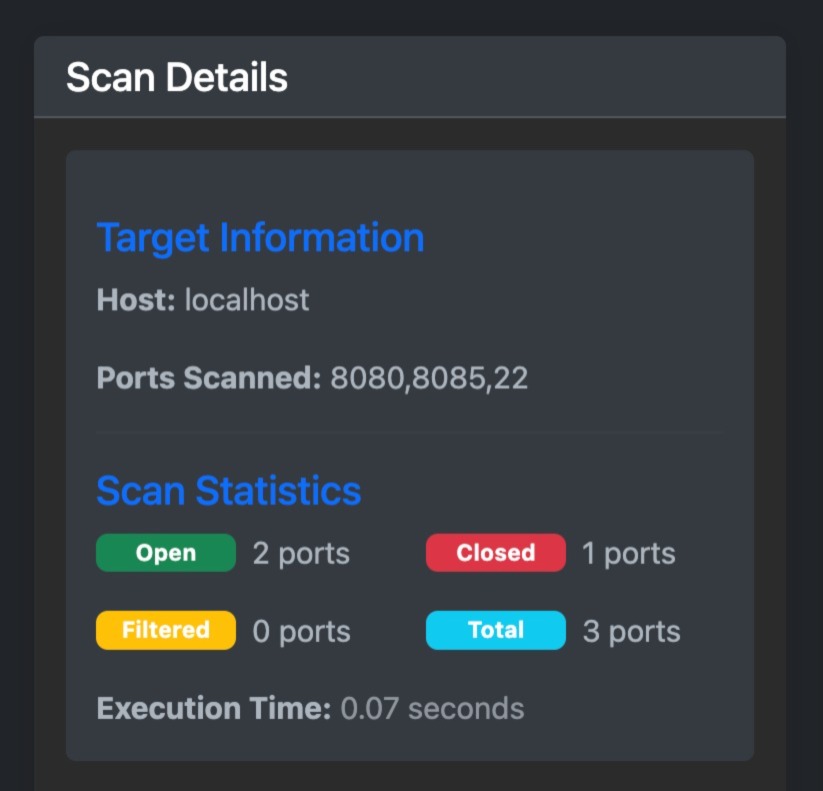 Scan Details
Target Information
Host: localhost
Ports Scanned: 8080,8085,22
Scan Statistics
Open 2 ports Closed 1 ports
Filtered 0 ports Total 3 ports
Execution Time: 0.07 seconds